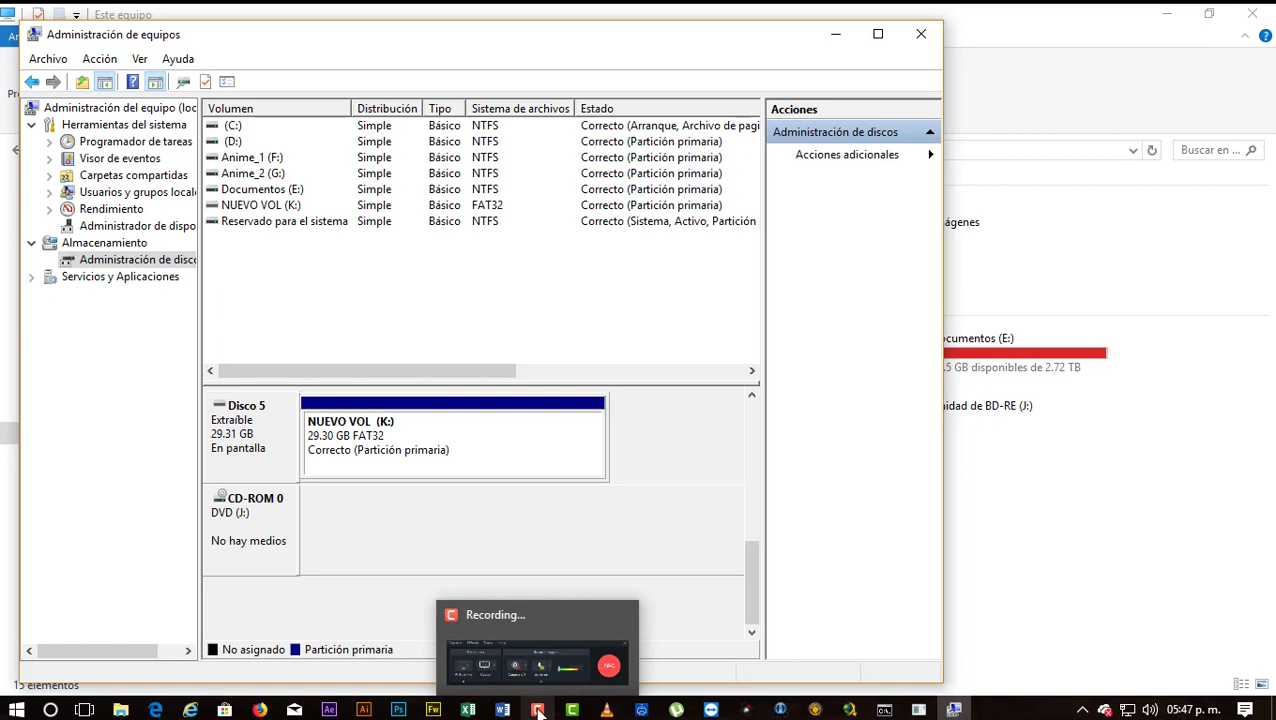 Este equipo
Administración de equipos
Archivo Acción Ver Ayuda
Administración del equipo (loc
Herramientas del sistema
Programador de tareas
Visor de eventos
Carpetas compartidas
Usuarios y grupos locale
Rendimiento
Administrador de dispo
Almacenamiento
Administración de disco
Servicios y Aplicaciones
Volumen Distribución Tipo Sistema de archivos Estado
(C:) Simple Básico NTFS Correcto (Arranque, Archivo de pagi
(D:) Simple Básico NTFS Correcto (Partición primaria)
Anime_1 (F:) Simple Básico NTFS Correcto (Partición primaria)
Anime_2 (G:) Simple Básico NTFS Correcto (Partición primaria)
Documentos (E:) Simple Básico NTFS Correcto (Partición primaria)
NUEVO VOL (K:) Simple Básico FAT32 Correcto (Partición primaria)
Reservado para el sistema Simple Básico NTFS Correcto (Sistema, Activo, Partición
Disco 5
Extraíble
29.31 GB
En pantalla
NUEVO VOL (K:)
29.30 GB FAT32
Correcto (Partición primaria)
CD-ROM 0
DVD (J:)
No hay medios
No asignado Partición primaria
Acciones
Administración de discos
Acciones adicionales
Buscar en ...
ágenes
ocumentos (E:)
.5 GB disponibles de 2.72 TB
idad de BD-RE (J:)
Recording...
15 elementos
05:47 p. m.